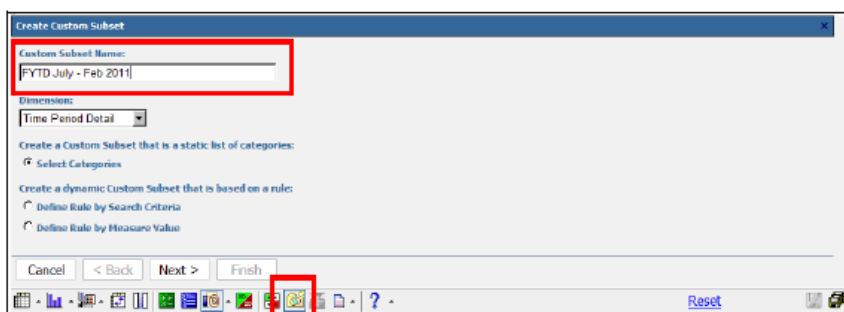 Create Custom Subset
Custom Subset Name:
FYTD July - Feb 2011
Dimension:
Time Period Detail
Create a Custom Subset that is a static list of categories:
Select Categories
Create a dynamic Custom Subset that is based on a rule:
Define Rule by Search Criteria
Define Rule by Measure Value
Cancel < Back Next > Finish
? Reset